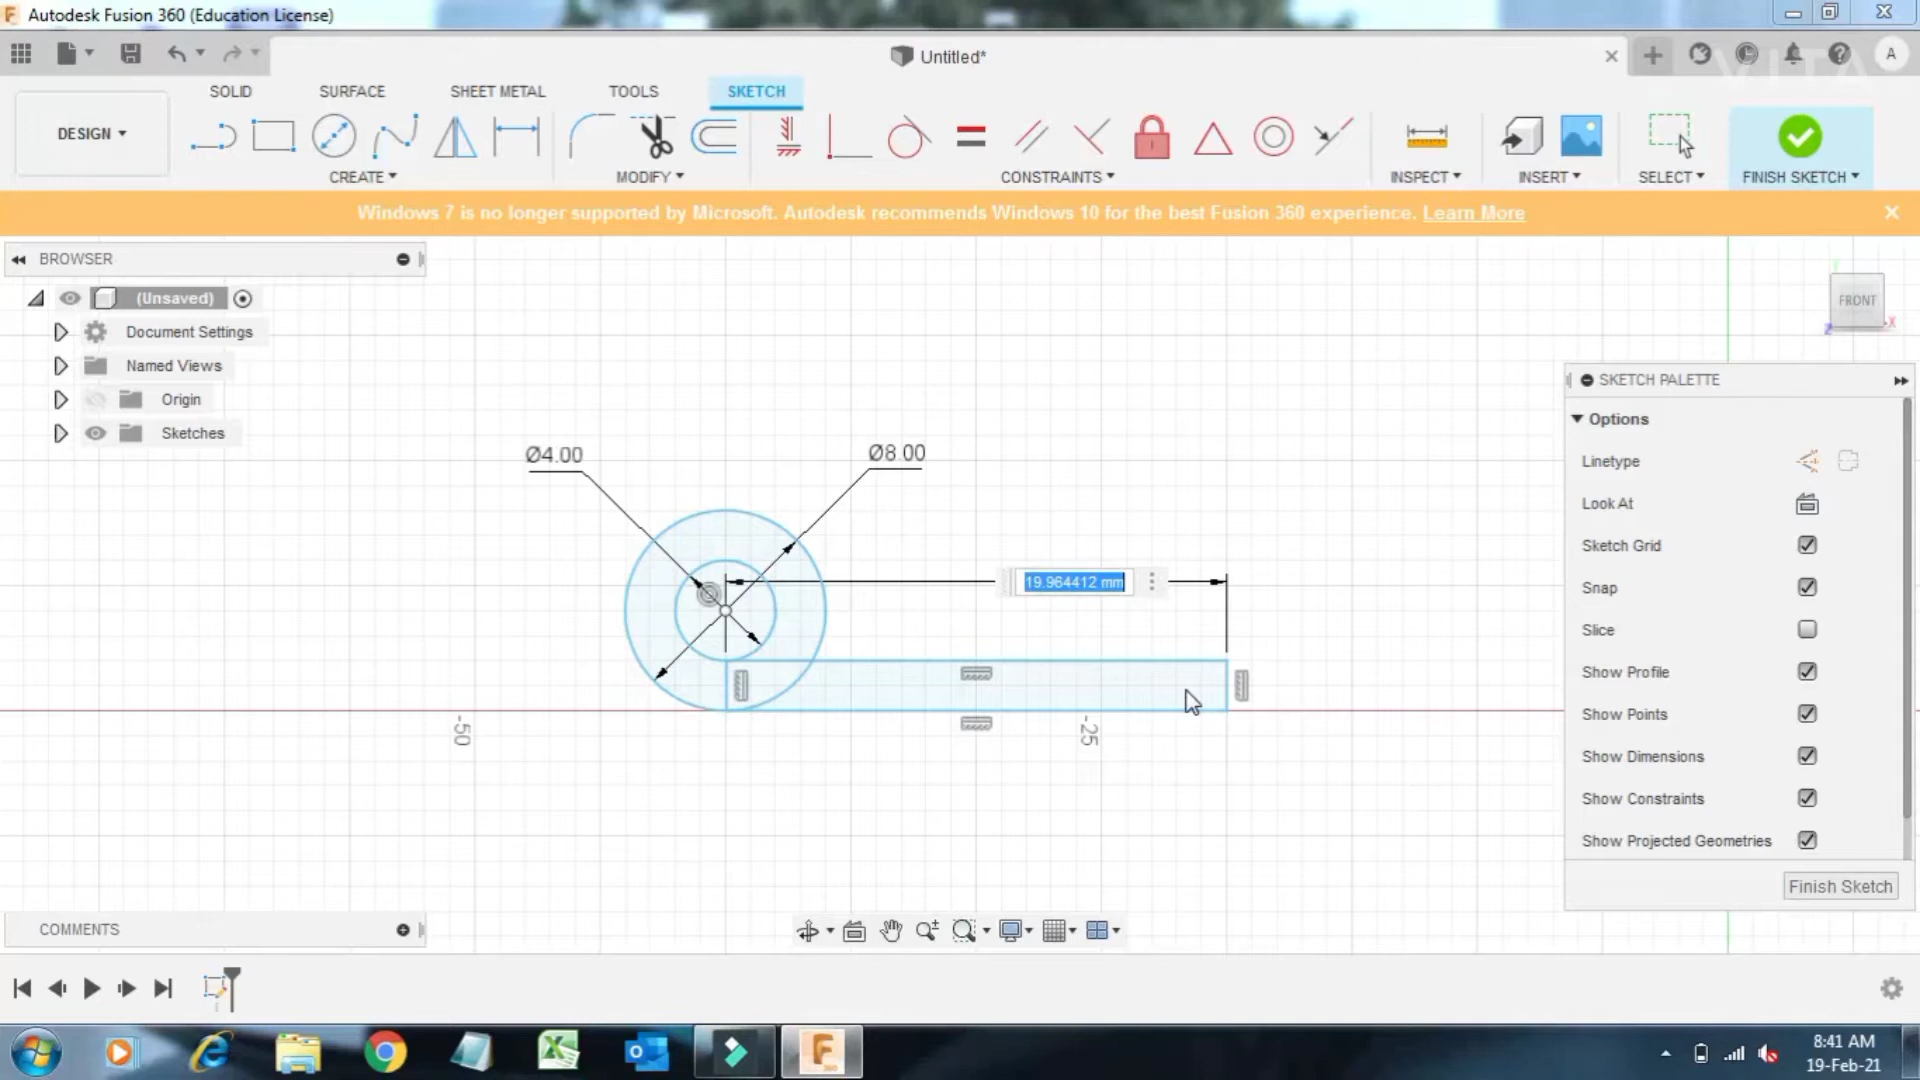 Autodesk Fusion 360 (Education License)
Untitled*
A
VITA
SOLID SURFACE SHEET METAL TOOLS SKETCH
DESIGN
CREATE MODIFY CONSTRAINTS INSPECT INSERT SELECT FINISH SKETCH
Windows 7 is no longer supported by Microsoft. Autodesk recommends Windows 10 for the best Fusion 360 experience. Learn More
BROWSER
(Unsaved)
Document Settings
Named Views
Origin
Sketches
FRONT
X
Z
SKETCH PALETTE
Options
Linetype
Look At
Sketch Grid
Snap
Slice
Show Profile
Show Points
Show Dimensions
Show Constraints
Show Projected Geometries
Finish Sketch
Ø4.00
Ø8.00
19.964412 mm
-50
-25
COMMENTS
8:41 AM
19-Feb-21